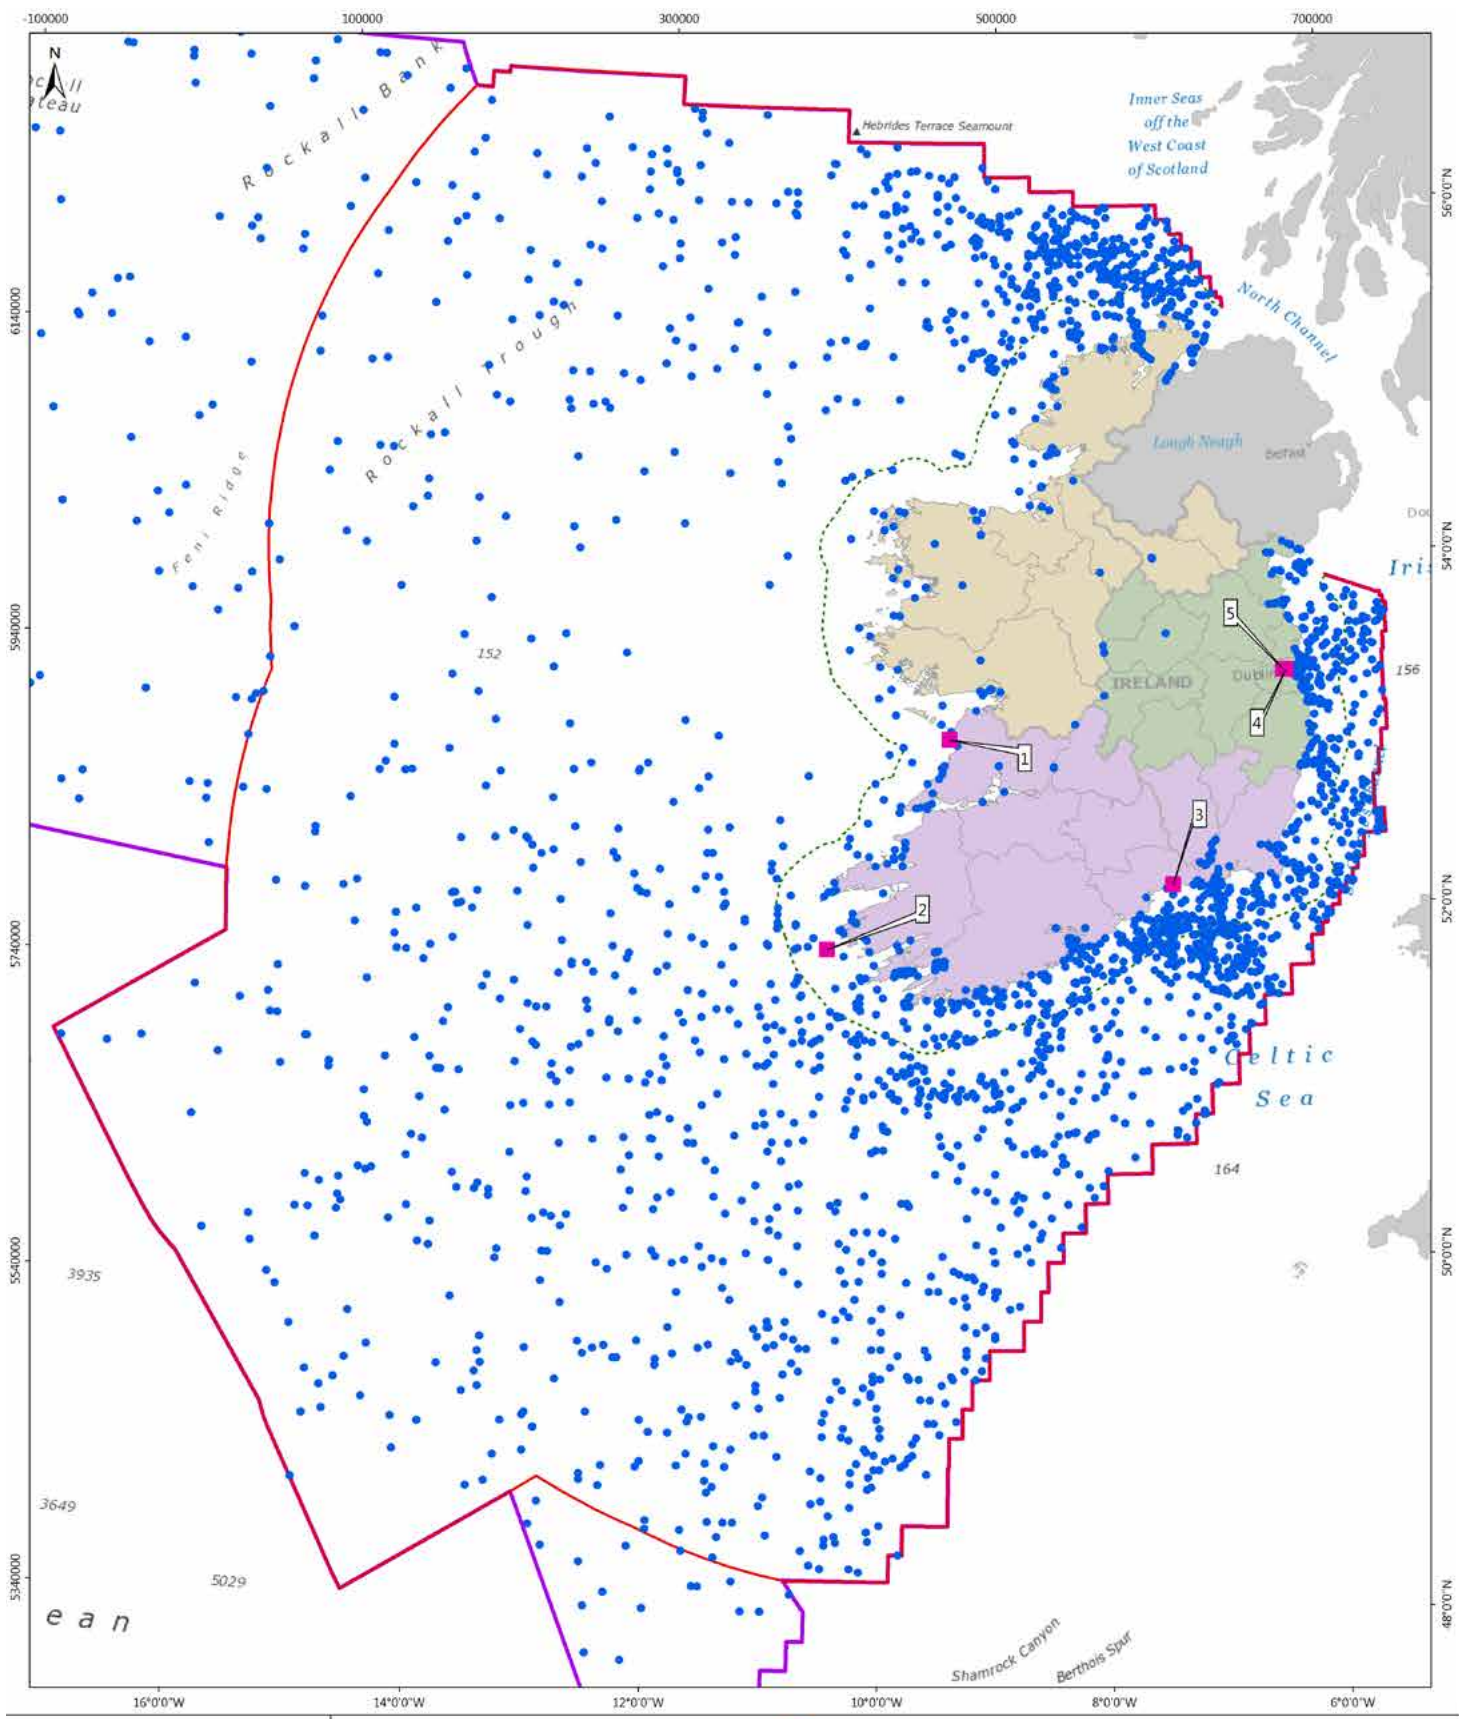 -100000
100000
300000
500000
700000
N
ateau
Rockall Bank
Hebrides Terrace Seamount
Inner Seas
off the
West Coast
of Scotland
56°0'0"N
6140000
North Channel
Rockall Trough
Lough Neagh
Belfast
Feni Ridge
54°0'0"N
5940000
152
5
156
IRELAND
Dublin
4
1
3
2
52°0'0"N
5740000
Celtic
Sea
164
50°0'0"N
5540000
3935
3649
5340000
5029
48°0'0"N
ean
Shamrock Canyon
Berthois Spur
16°0'0"W
14°0'0"W
12°0'0"W
10°0'0"W
8°0'0"W
6°0'0"W